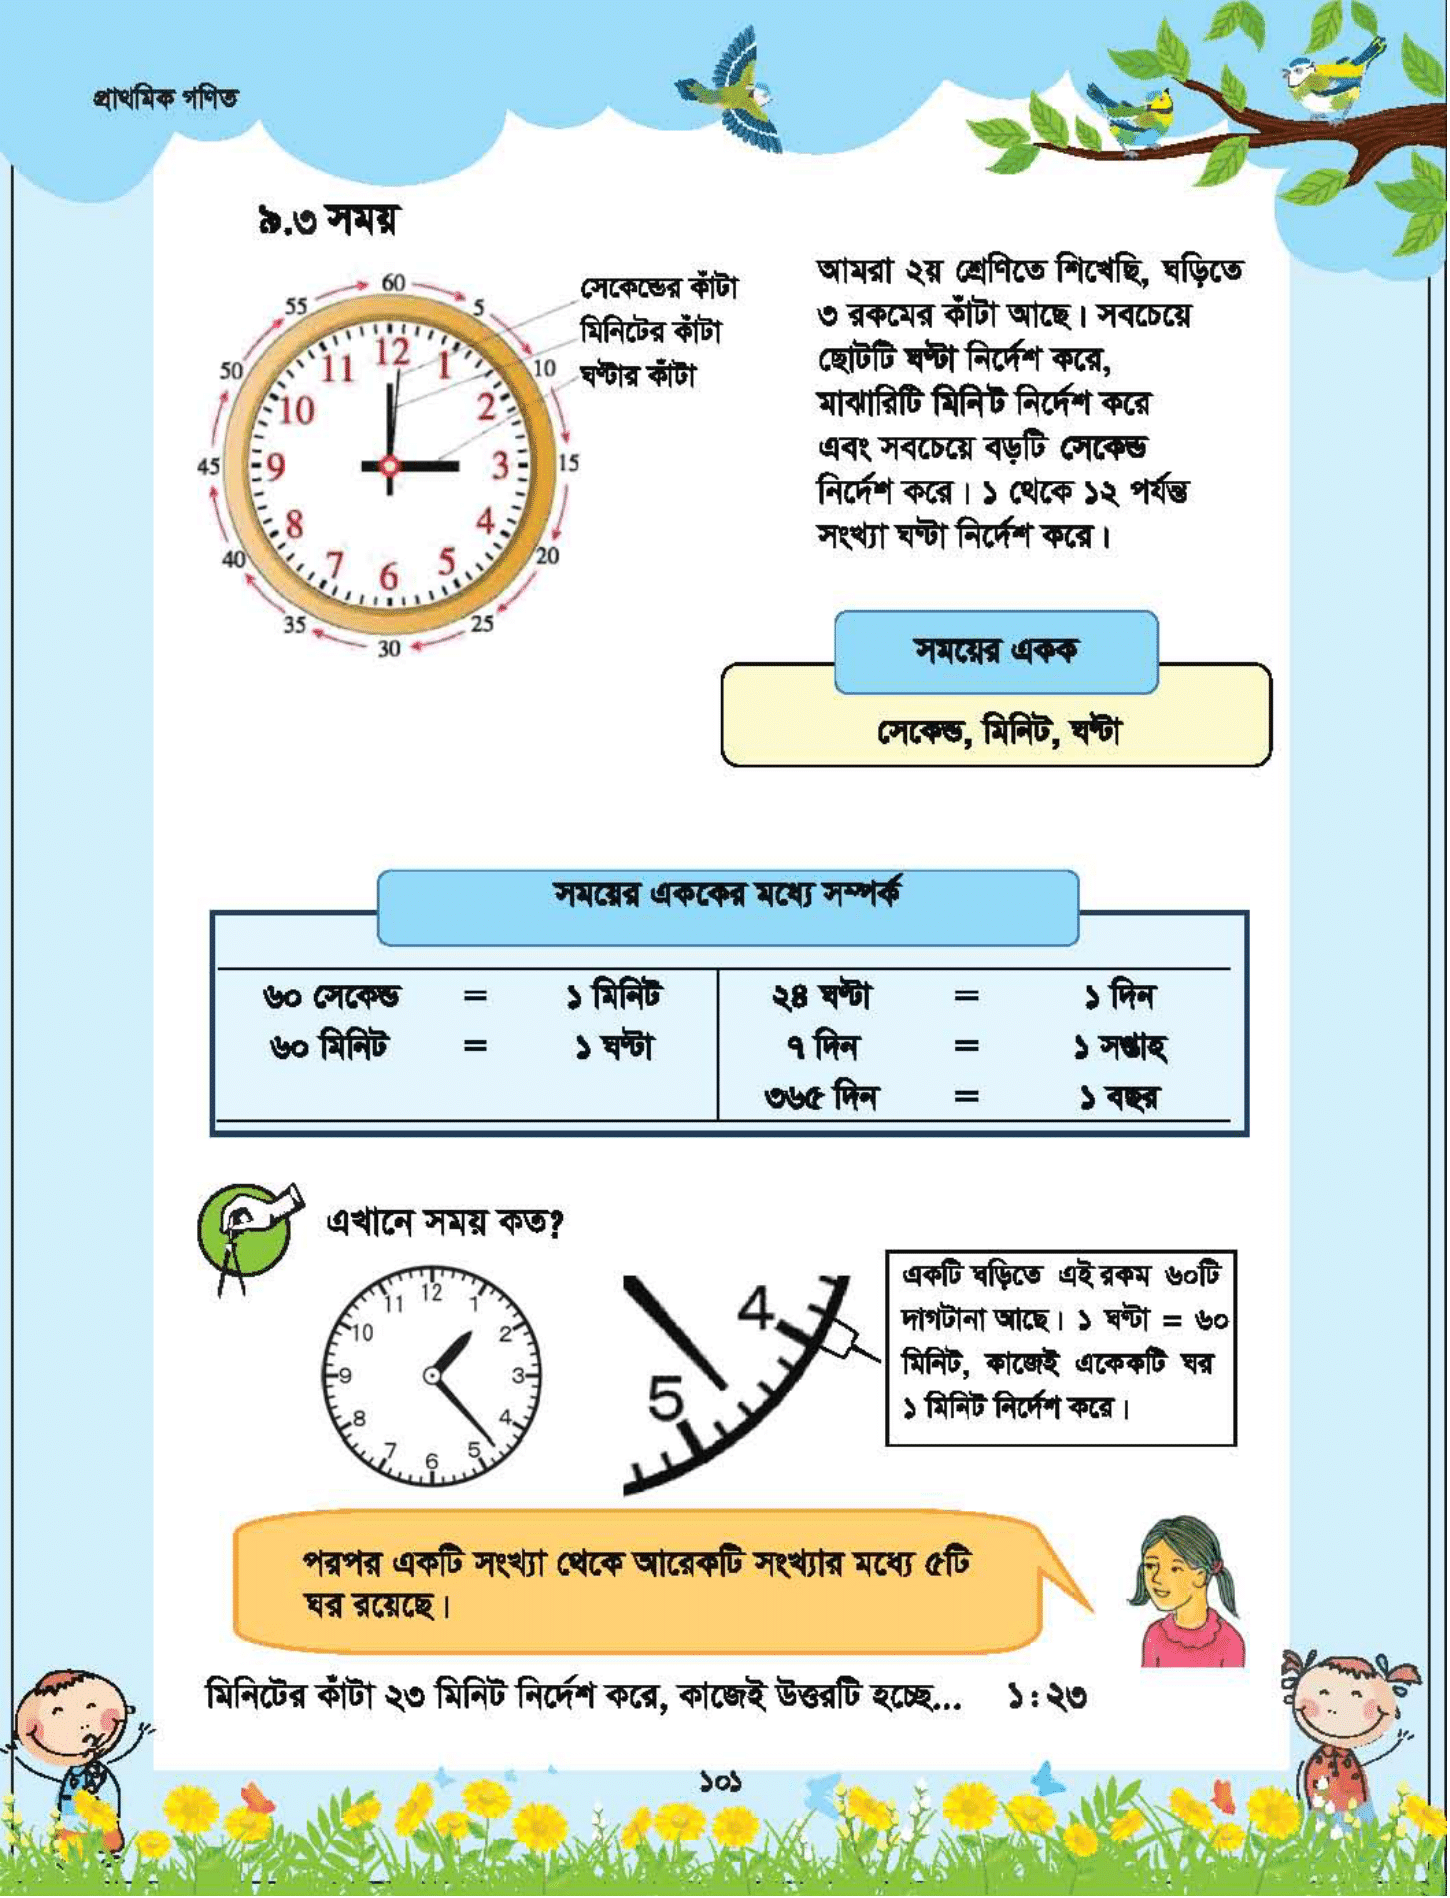 প্রাথমিক গণিত
৯.৩ সময়
60
55
5
50
10
45
15
40
20
35
25
30
12
11
1
10
2
9
3
8
4
7
5
6
সেকেন্ডের কাঁটা
মিনিটের কাঁটা
ঘণ্টার কাঁটা
আমরা ২য় শ্রেণিতে শিখেছি, ঘড়িতে
৩ রকমের কাঁটা আছে। সবচেয়ে
ছোটটি ঘণ্টা নির্দেশ করে,
মাঝারিটি মিনিট নির্দেশ করে
এবং সবচেয়ে বড়টি সেকেন্ড
নির্দেশ করে। ১ থেকে ১২ পর্যন্ত
সংখ্যা ঘণ্টা নির্দেশ করে।
সময়ের একক
সেকেন্ড, মিনিট, ঘণ্টা
সময়ের এককের মধ্যে সম্পর্ক
৬০ সেকেন্ড = ১ মিনিট ২৪ ঘণ্টা = ১ দিন
৬০ মিনিট = ১ ঘণ্টা ৭ দিন = ১ সপ্তাহ
৩৬৫ দিন = ১ বছর
এখানে সময় কত?
12
11
1
10
2
9
3
8
4
7
5
6
4
5
একটি ঘড়িতে এই রকম ৬০টি
দাগটানা আছে। ১ ঘণ্টা = ৬০
মিনিট, কাজেই একেকটি ঘর
১ মিনিট নির্দেশ করে।
পরপর একটি সংখ্যা থেকে আরেকটি সংখ্যার মধ্যে ৫টি
ঘর রয়েছে।
মিনিটের কাঁটা ২৩ মিনিট নির্দেশ করে, কাজেই উত্তরটি হচ্ছে... ১:২৩
১০১